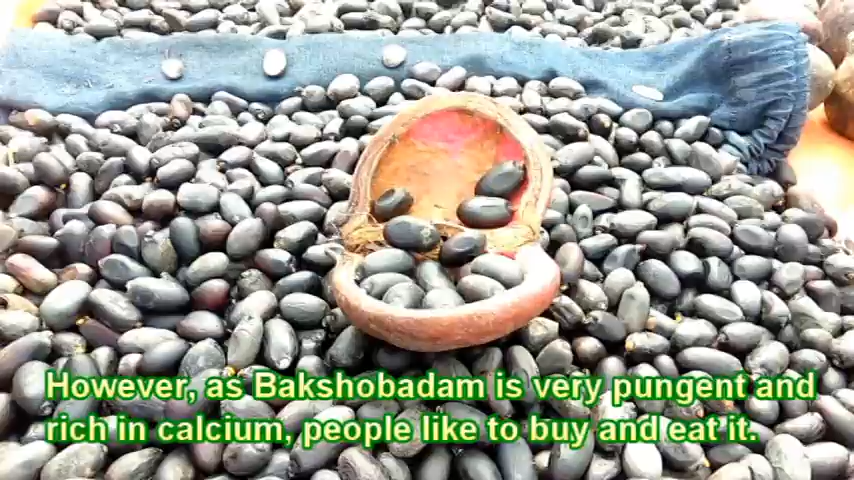 However, as Bakshobadam is very pungent and
rich in calcium, people like to buy and eat it.